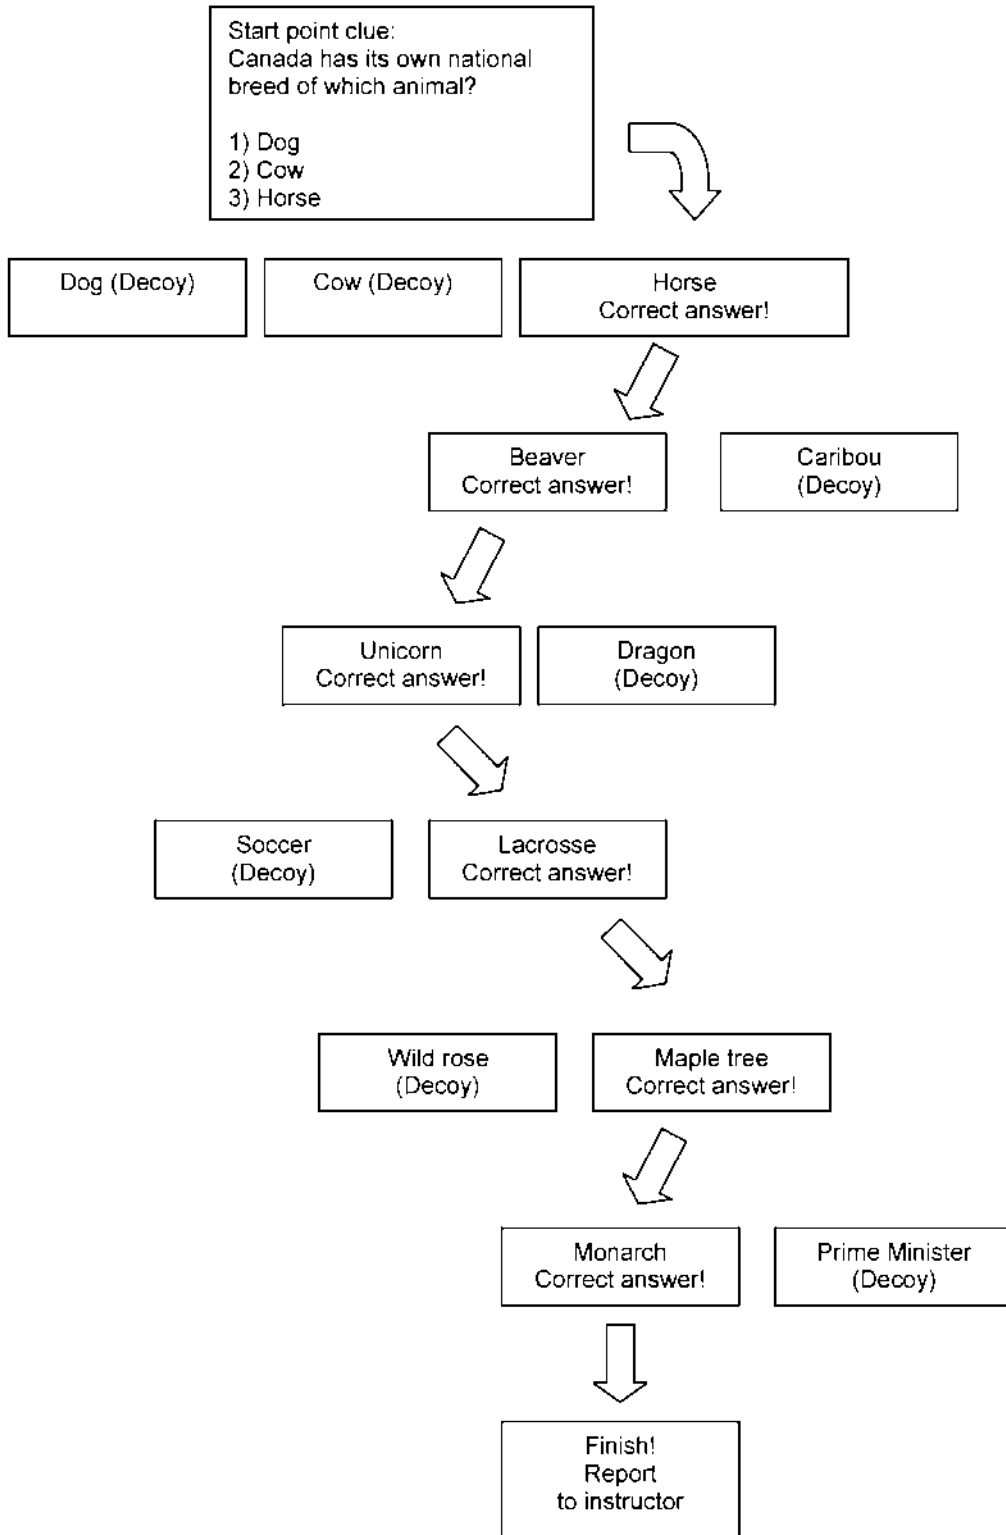 Start point clue:
Canada has its own national
breed of which animal?
1) Dog
2) Cow
3) Horse
Dog (Decoy)
Cow (Decoy)
Horse
Correct answer!
Beaver
Correct answer!
Caribou
(Decoy)
Unicorn
Correct answer!
Dragon
(Decoy)
Soccer
(Decoy)
Lacrosse
Correct answer!
Wild rose
(Decoy)
Maple tree
Correct answer!
Monarch
Correct answer!
Prime Minister
(Decoy)
Finish!
Report
to instructor